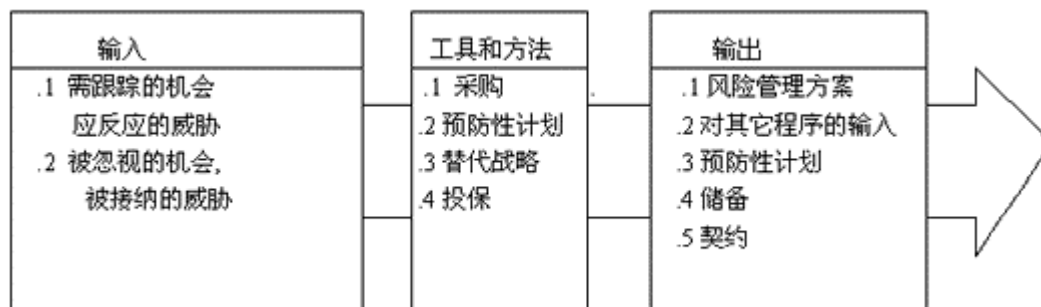 输入
.1 需跟踪的机会
应反应的威胁
.2 被忽视的机会,
被接纳的威胁
工具和方法
.1 采购
.2 预防性计划
.3 替代战略
.4 投保
输出
.1 风险管理方案
.2 对其它程序的输入
.3 预防性计划
.4 储备
.5 契约